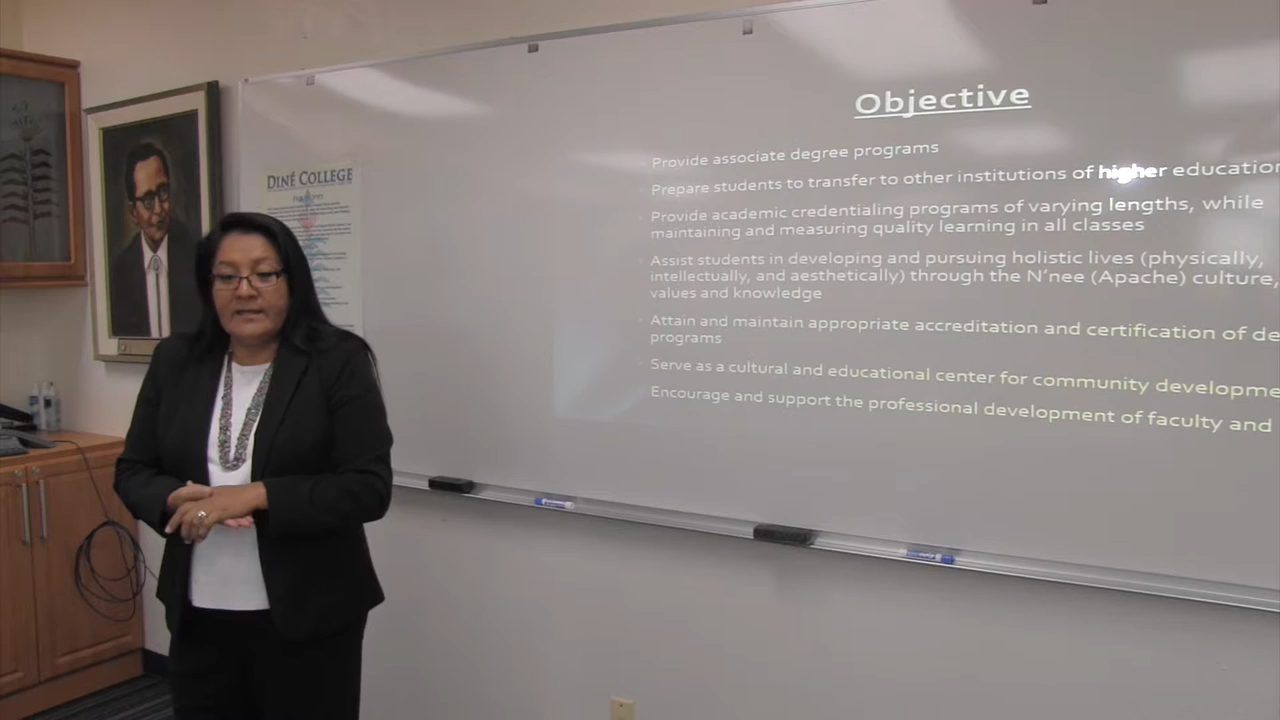 DINÉ COLLEGE
Objective
Provide associate degree programs
Prepare students to transfer to other institutions of higher education
Provide academic credentialing programs of varying lengths, while
maintaining and measuring quality learning in all classes
Assist students in developing and pursuing holistic lives (physically,
intellectually, and aesthetically) through the N'nee (Apache) culture,
values and knowledge
Attain and maintain appropriate accreditation and certification of de
programs
Serve as a cultural and educational center for community developme
Encourage and support the professional development of faculty and